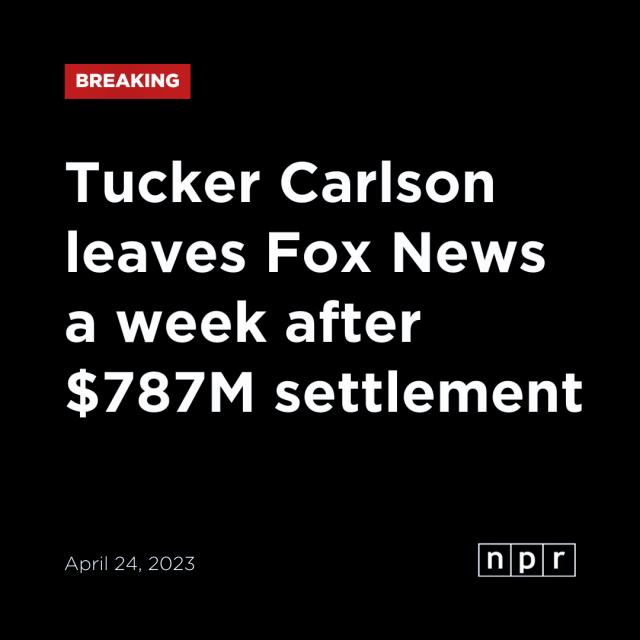 BREAKING
Tucker Carlson
leaves Fox News
a week after
$787M settlement
April 24, 2023
npr